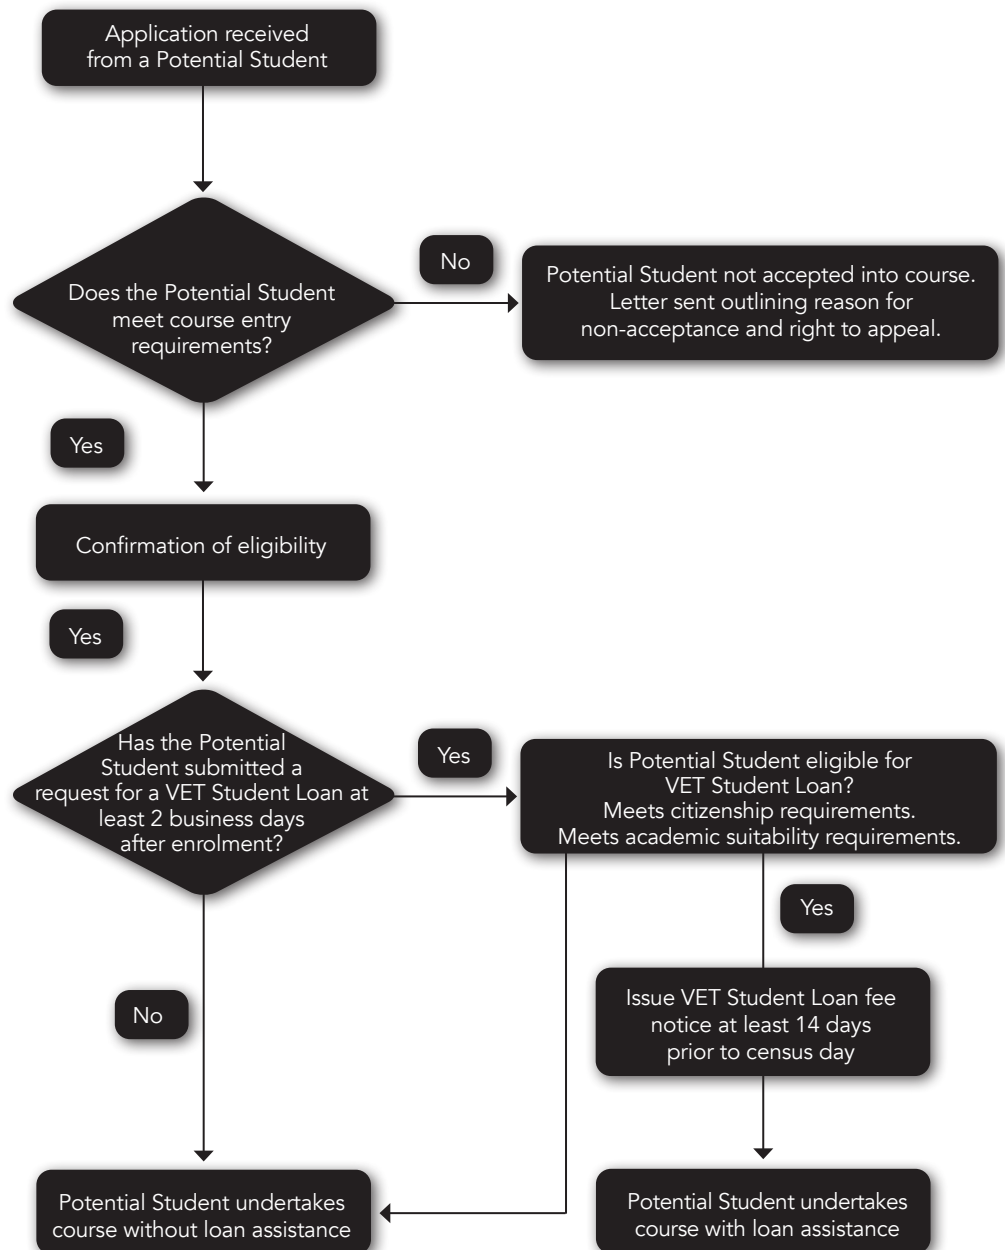 Application received
from a Potential Student
Does the Potential Student
meet course entry
requirements?
No
Potential Student not accepted into course.
Letter sent outlining reason for
non-acceptance and right to appeal.
Yes
Confirmation of eligibility
Yes
Has the Potential
Student submitted a
request for a VET Student Loan at
least 2 business days
after enrolment?
Yes
Is Potential Student eligible for
VET Student Loan?
Meets citizenship requirements.
Meets academic suitability requirements.
Yes
Issue VET Student Loan fee
notice at least 14 days
prior to census day
No
Potential Student undertakes
course without loan assistance
Potential Student undertakes
course with loan assistance